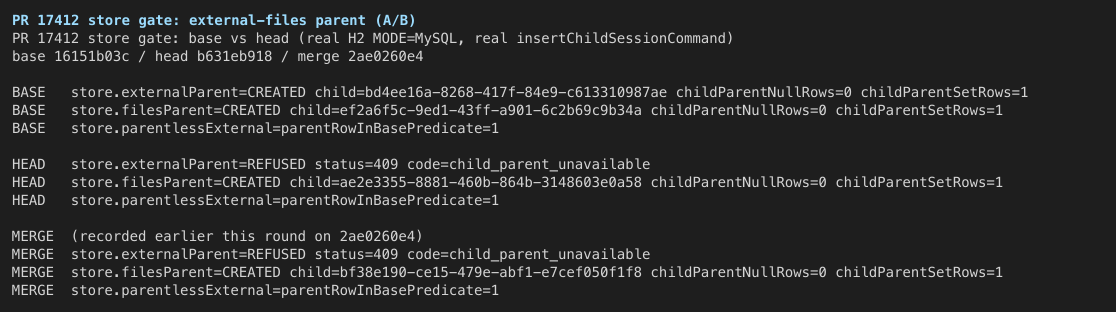 PR 17412 store gate: external-files parent (A/B)
PR 17412 store gate: base vs head (real H2 MODE=MySQL, real insertChildSessionCommand)
base 16151b03c / head b631eb918 / merge 2ae0260e4
BASE store.externalParent=CREATED child=bd4ee16a-8268-417f-84e9-c613310987ae childParentNullRows=0 childParentSetRows=1
BASE store.filesParent=CREATED child=ef2a6f5c-9ed1-43ff-a901-6c2b69c9b34a childParentNullRows=0 childParentSetRows=1
BASE store.parentlessExternal=parentRowInBasePredicate=1
HEAD store.externalParent=REFUSED status=409 code=child_parent_unavailable
HEAD store.filesParent=CREATED child=ae2e3355-8881-460b-864b-3148603e0a58 childParentNullRows=0 childParentSetRows=1
HEAD store.parentlessExternal=parentRowInBasePredicate=1
MERGE (recorded earlier this round on 2ae0260e4)
MERGE store.externalParent=REFUSED status=409 code=child_parent_unavailable
MERGE store.filesParent=CREATED child=bf38e190-ce15-479e-abf1-e7cef050f1f8 childParentNullRows=0 childParentSetRows=1
MERGE store.parentlessExternal=parentRowInBasePredicate=1